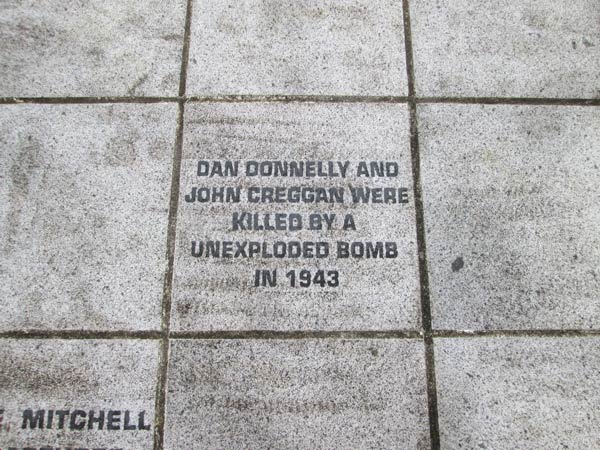 DAN DONNELLY AND
JOHN CREGGAN WERE
KILLED BY A
UNEXPLODED BOMB
IN 1943
E. MITCHELL